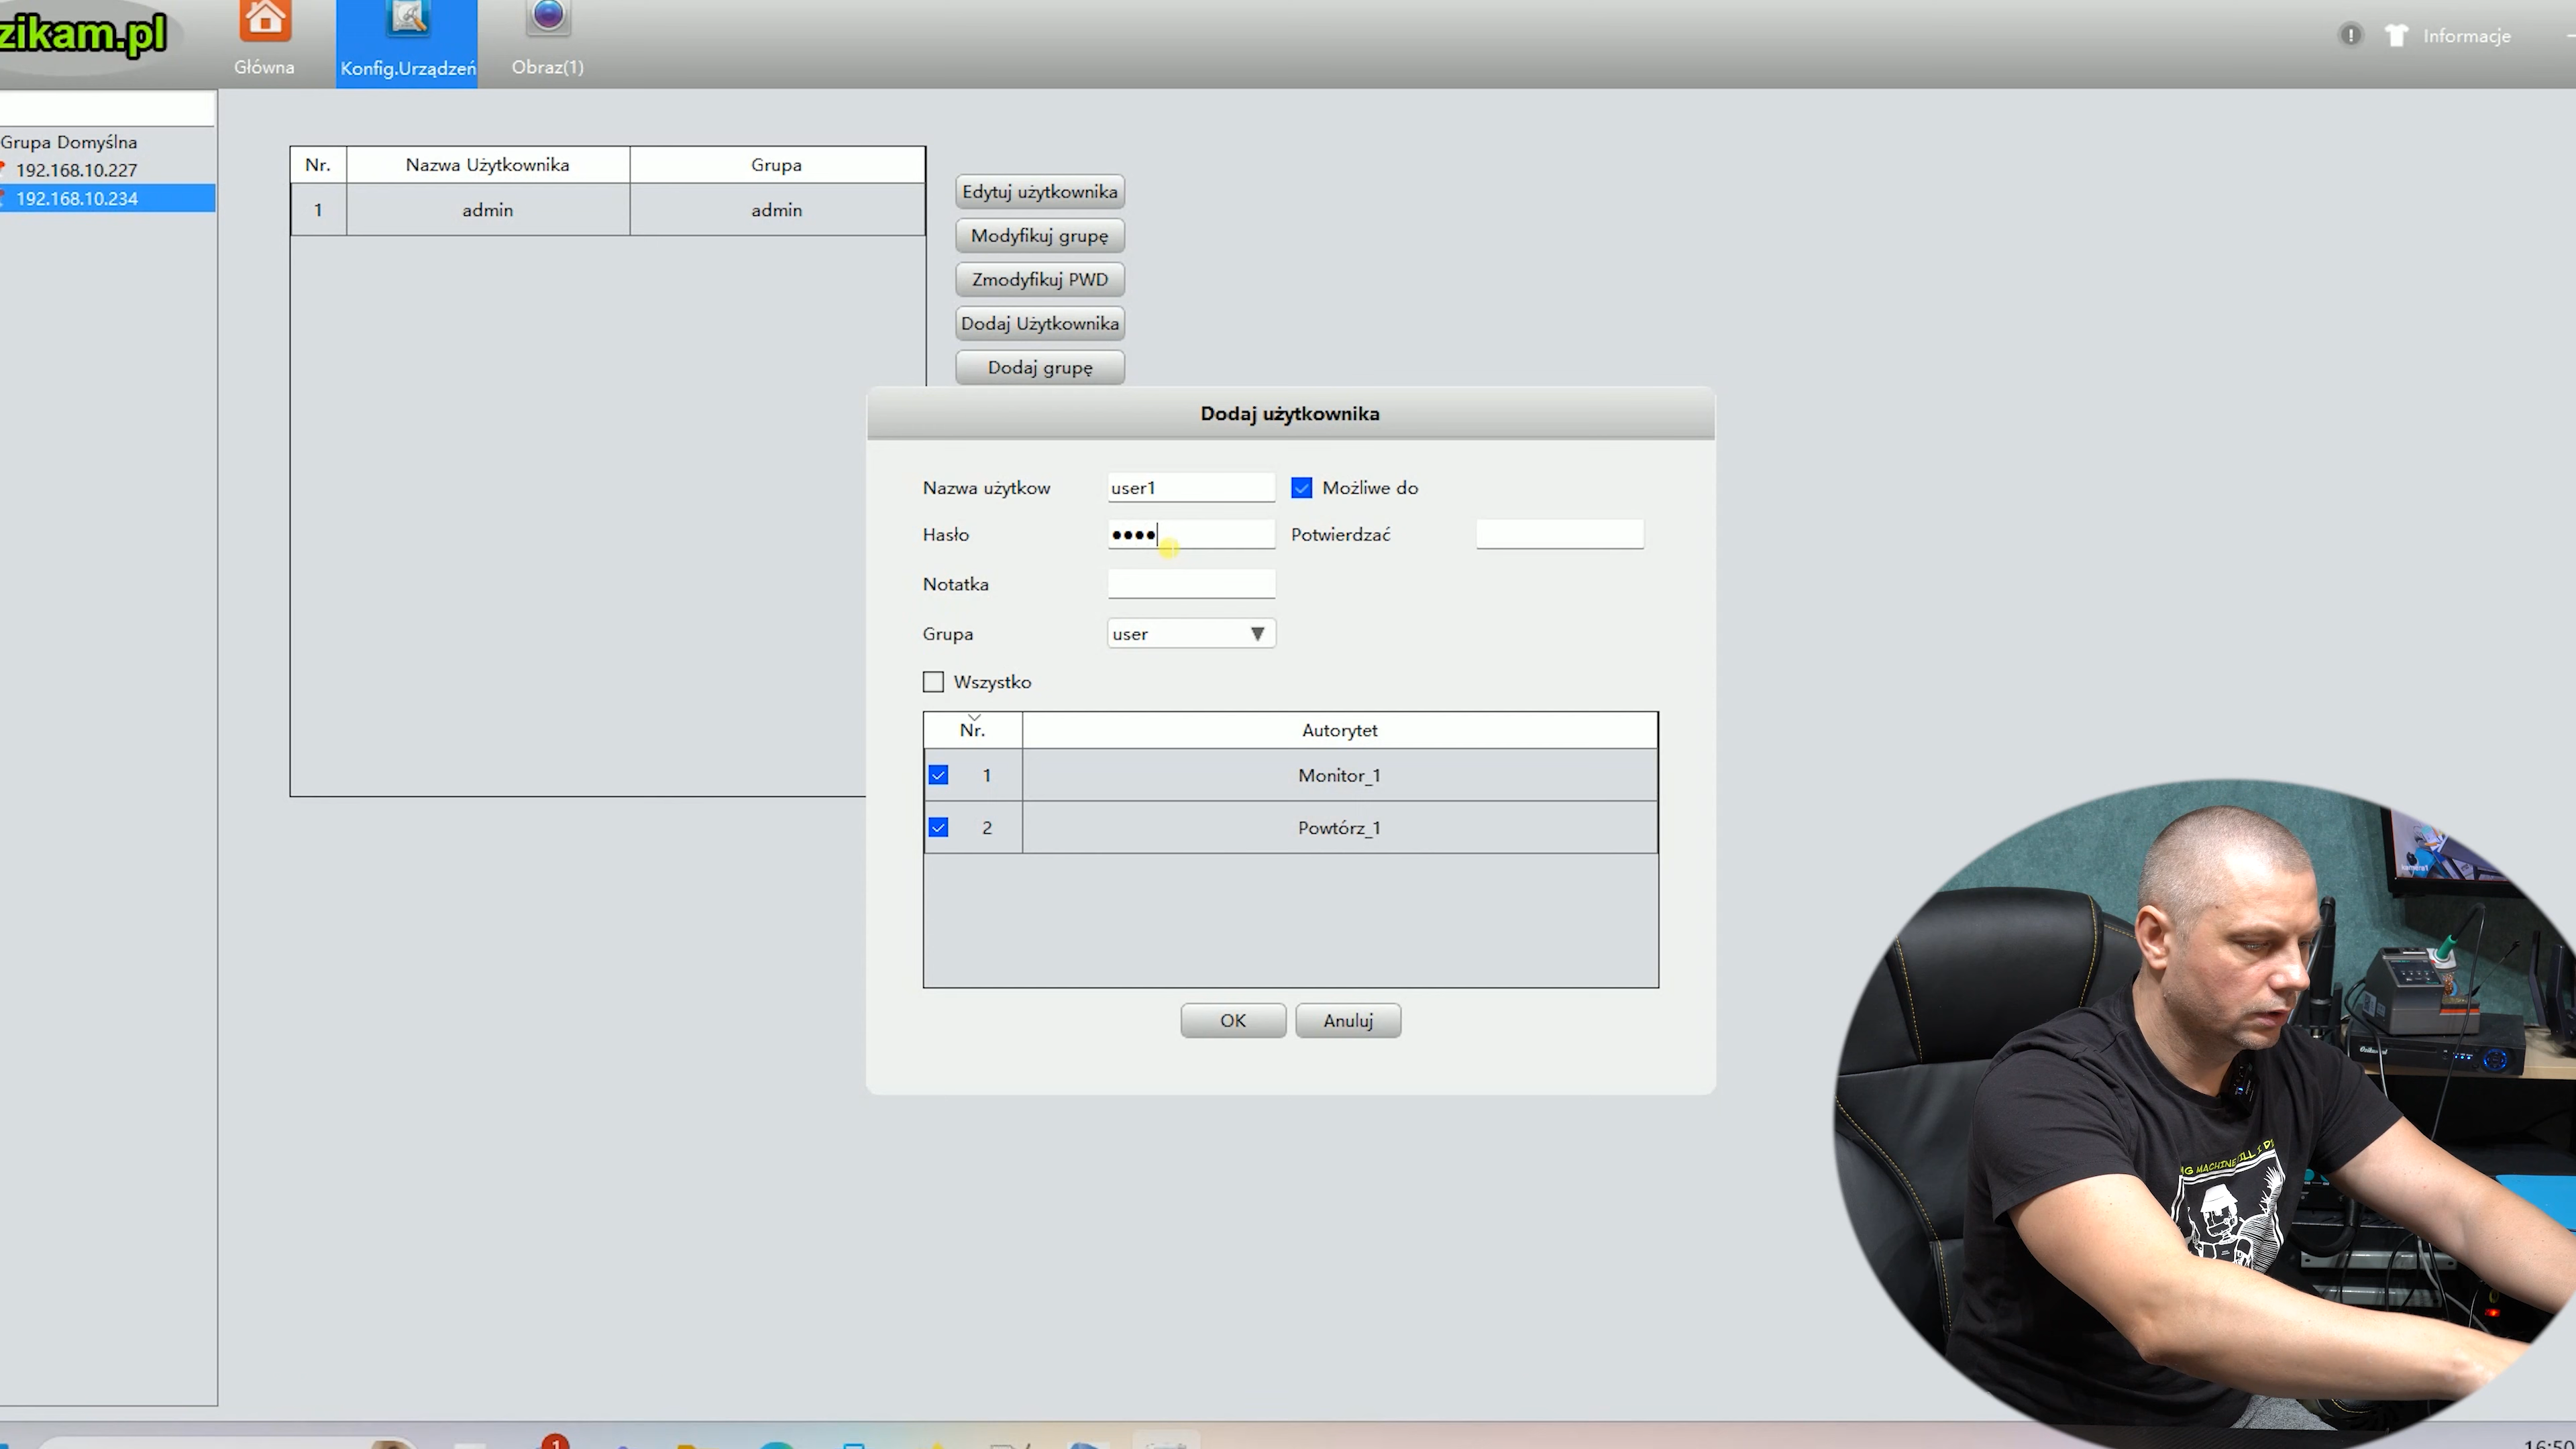 zikam.pl
Główna
Konfig.Urządzeń
Obraz(1)
Informacje
Grupa Domyślna
192.168.10.227
192.168.10.234
Nr.
Nazwa Użytkownika
Grupa
1
admin
admin
Edytuj użytkownika
Modyfikuj grupę
Zmodyfikuj PWD
Dodaj Użytkownika
Dodaj grupę
Dodaj użytkownika
Nazwa użytkow
user1
Możliwe do
Hasło
Potwierdzać
Notatka
Grupa
user
Wszystko
Nr.
Autorytet
1
Monitor_1
2
Powtórz_1
OK
Anuluj
1